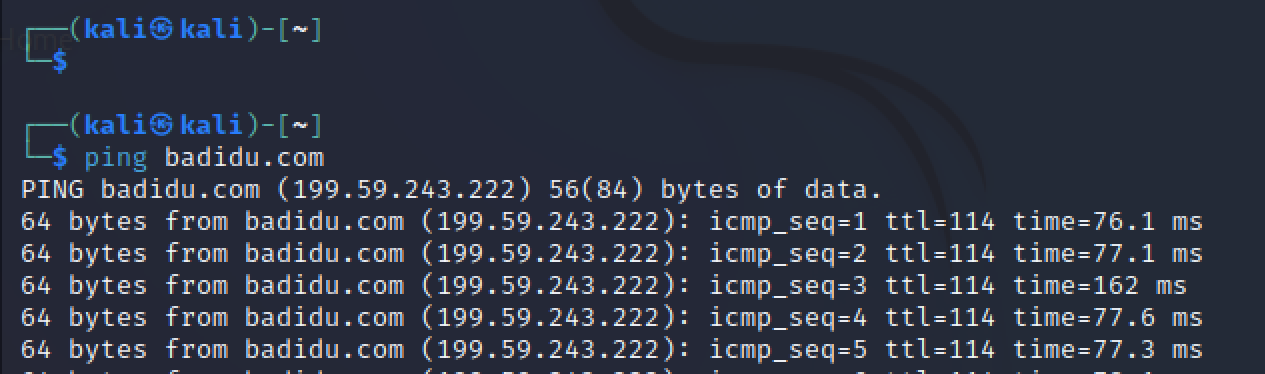 ┌──(kali㉿kali)-[~]
└─$
┌──(kali㉿kali)-[~]
└─$ ping badidu.com
PING badidu.com (199.59.243.222) 56(84) bytes of data.
64 bytes from badidu.com (199.59.243.222): icmp_seq=1 ttl=114 time=76.1 ms
64 bytes from badidu.com (199.59.243.222): icmp_seq=2 ttl=114 time=77.1 ms
64 bytes from badidu.com (199.59.243.222): icmp_seq=3 ttl=114 time=162 ms
64 bytes from badidu.com (199.59.243.222): icmp_seq=4 ttl=114 time=77.6 ms
64 bytes from badidu.com (199.59.243.222): icmp_seq=5 ttl=114 time=77.3 ms